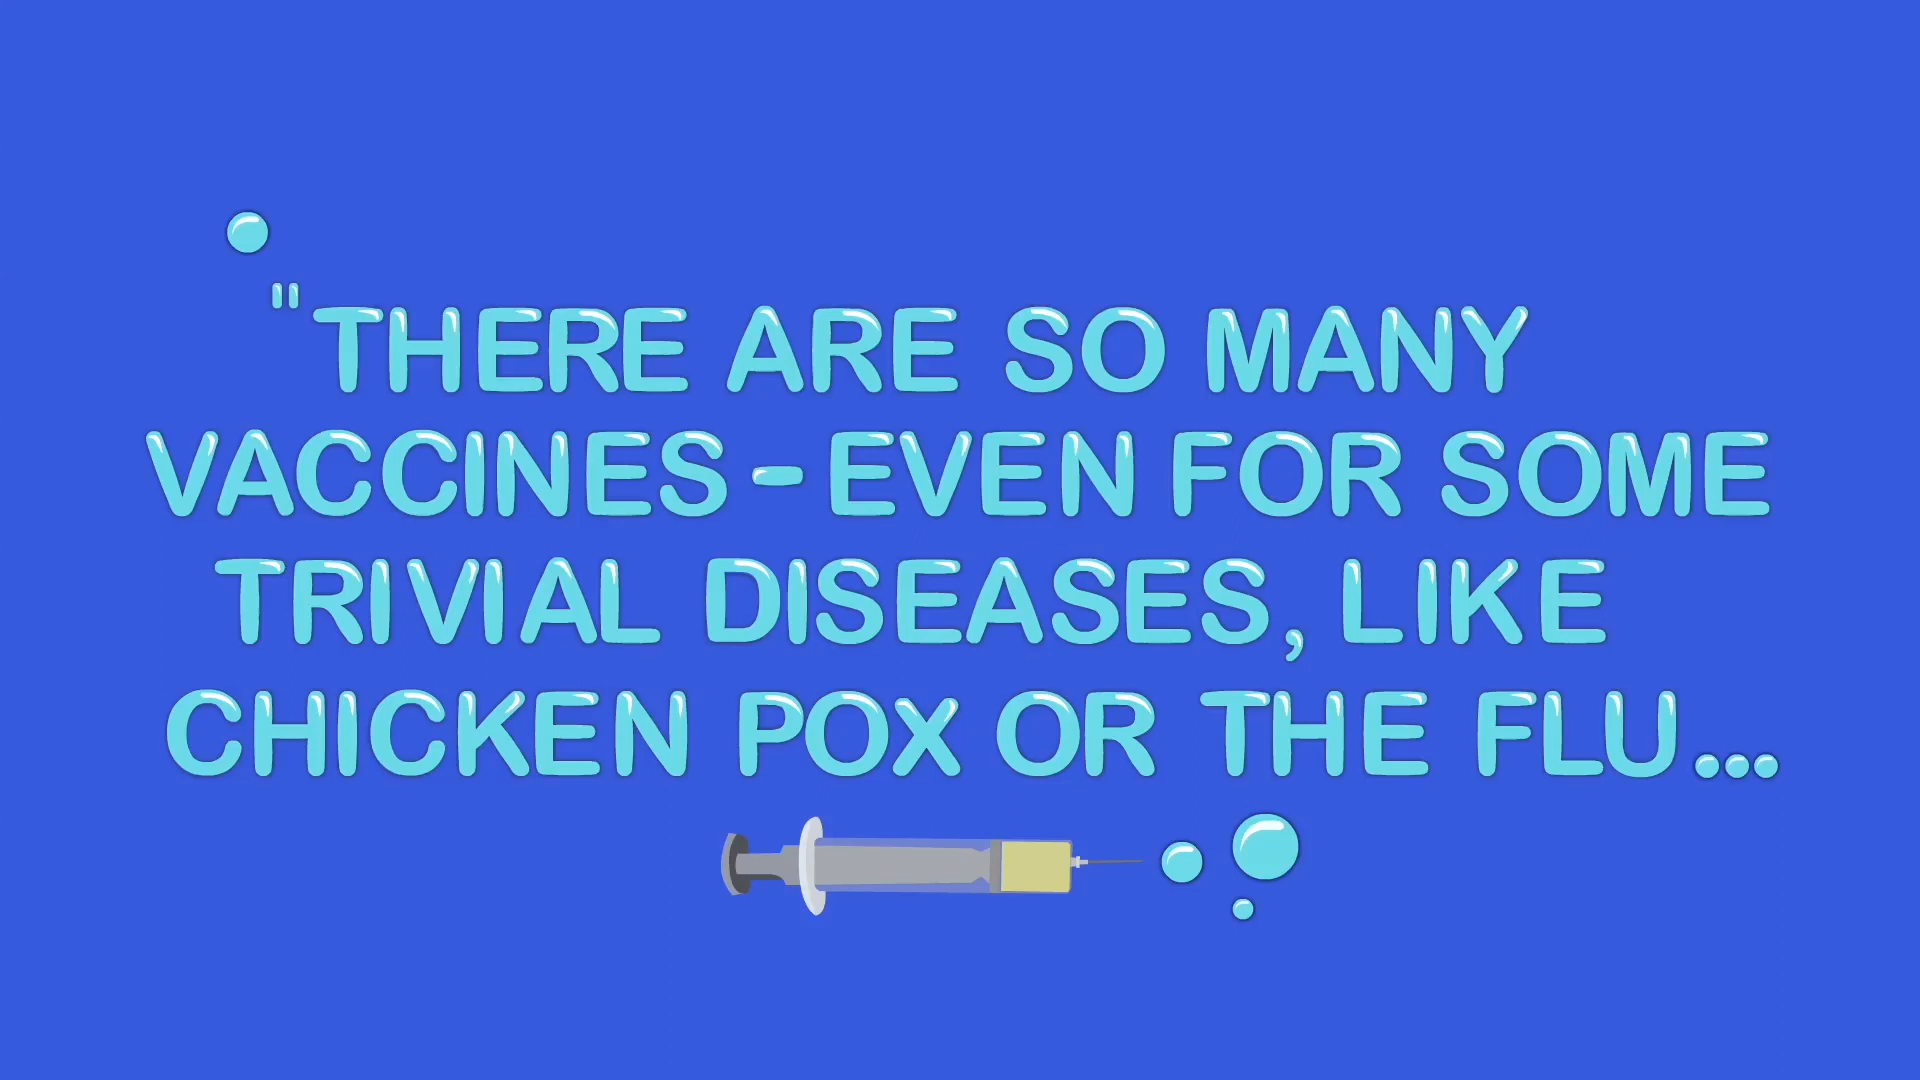 "THERE ARE SO MANY
VACCINES - EVEN FOR SOME
TRIVIAL DISEASES, LIKE
CHICKEN POX OR THE FLU...